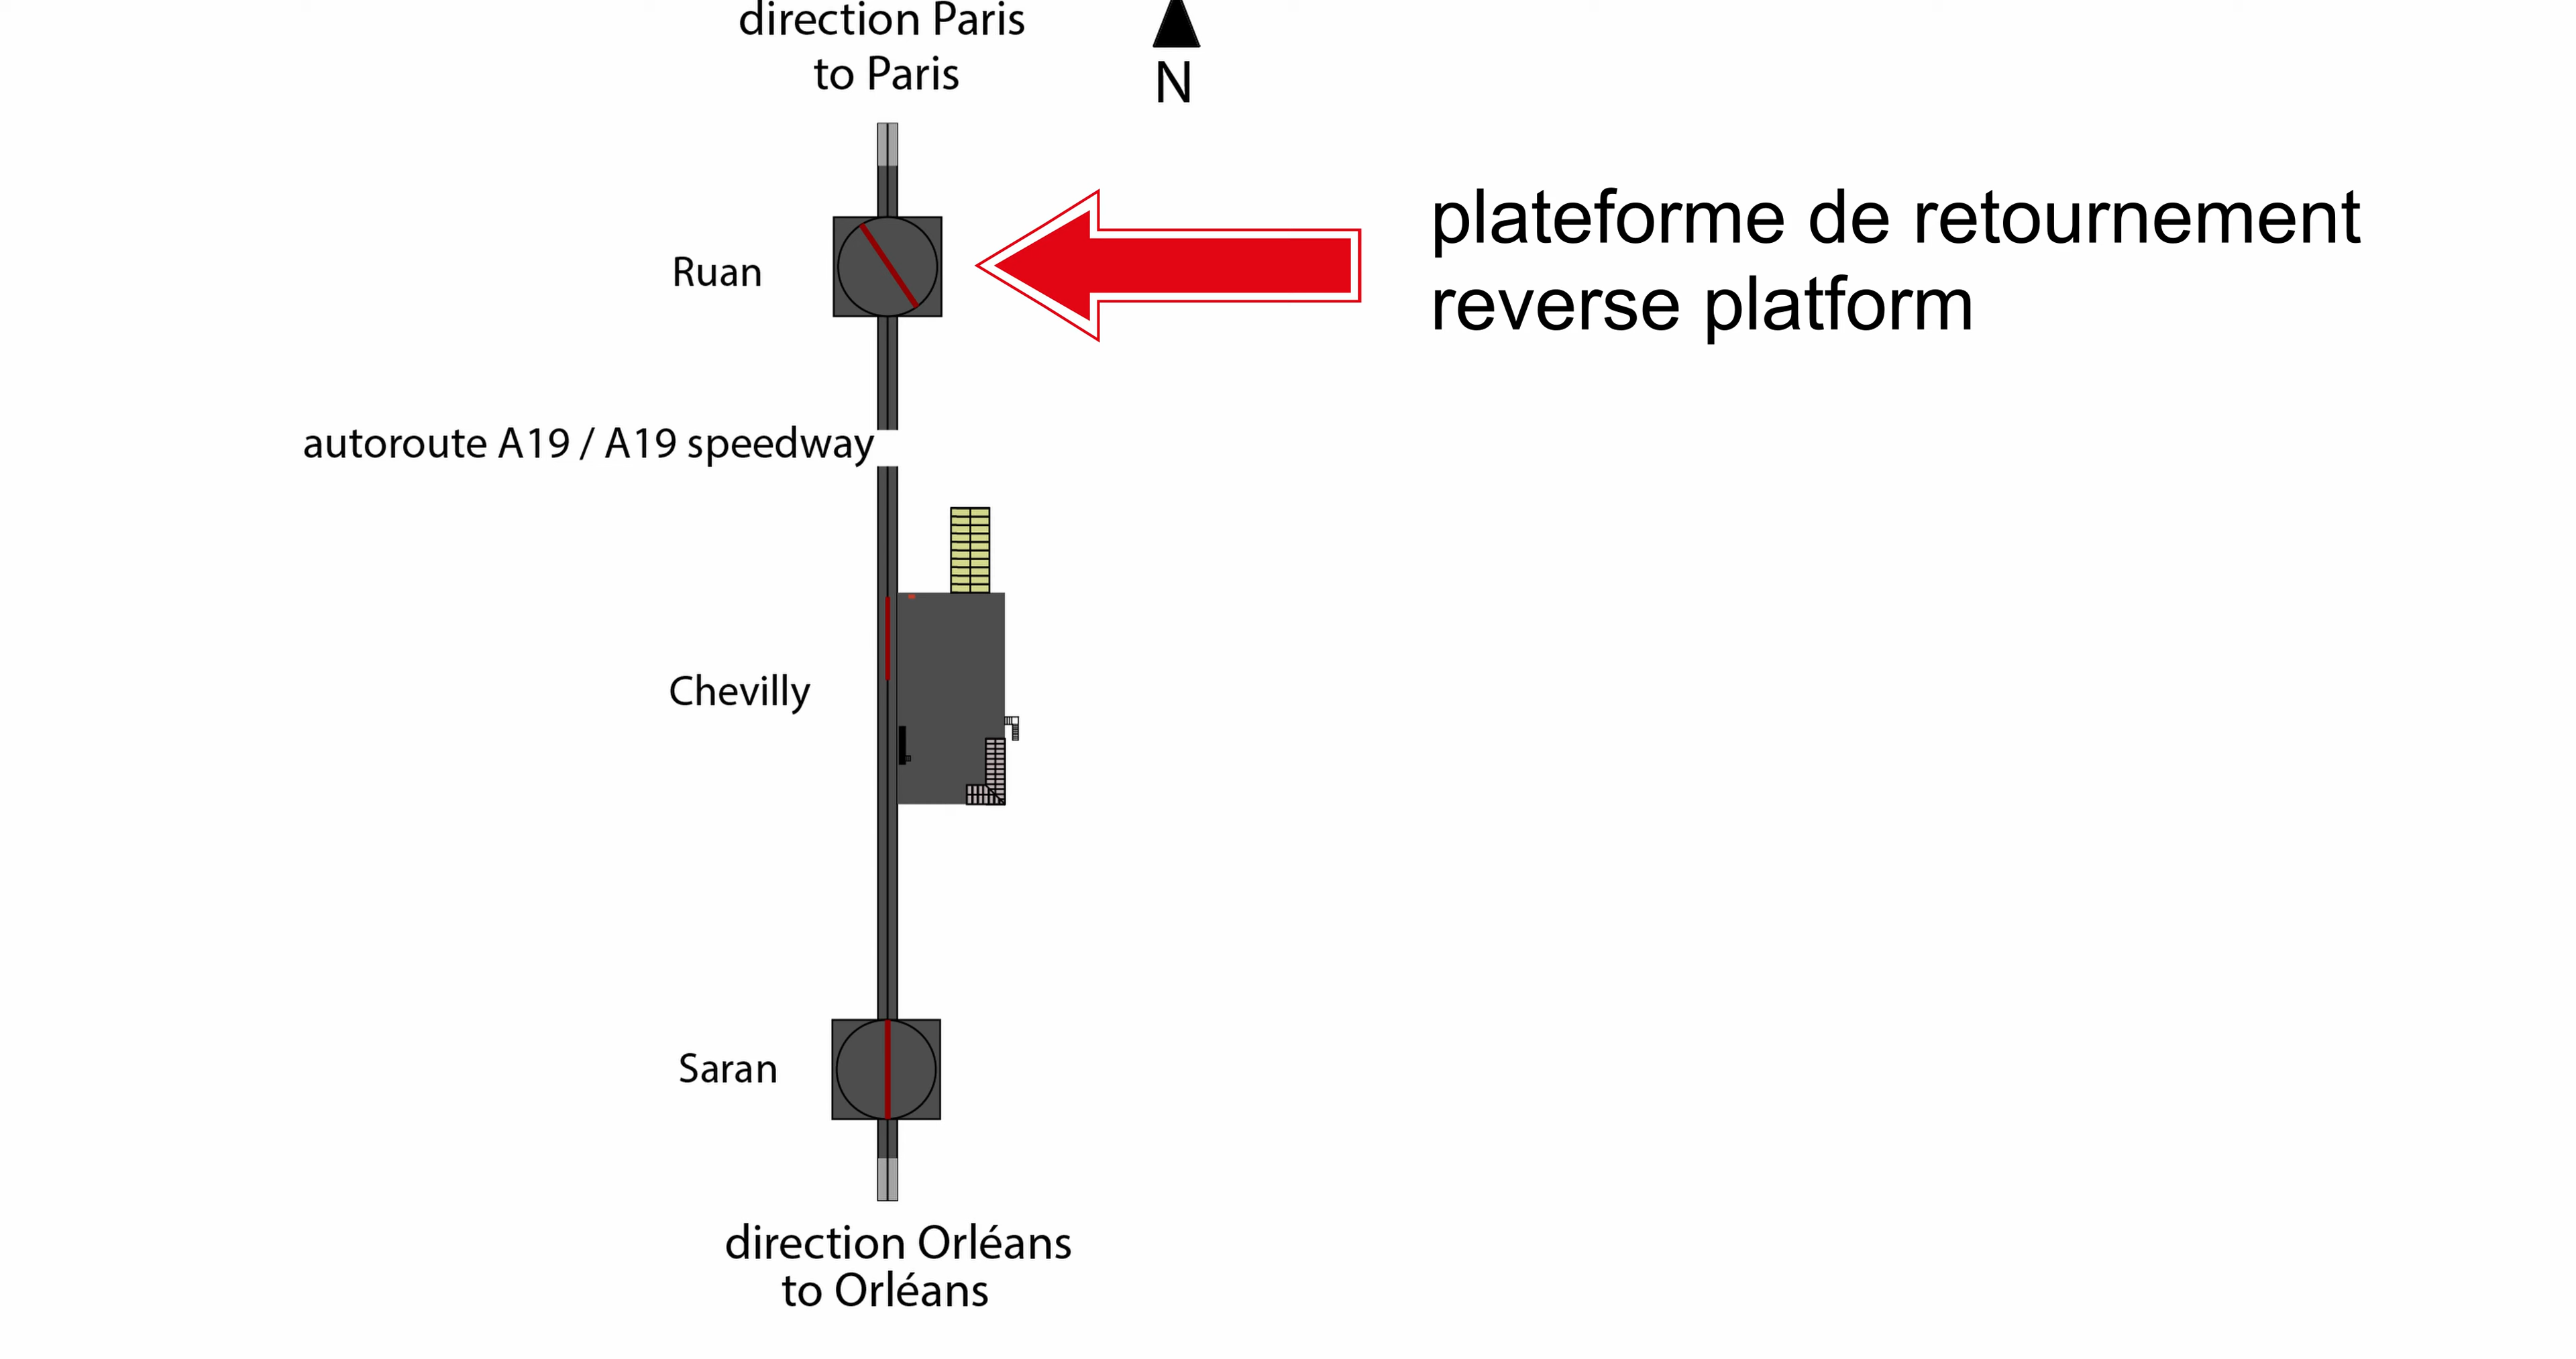 direction Paris
to Paris
N
plateforme de retournement
reverse platform
Ruan
autoroute A19 / A19 speedway
Chevilly
Saran
direction Orléans
to Orléans